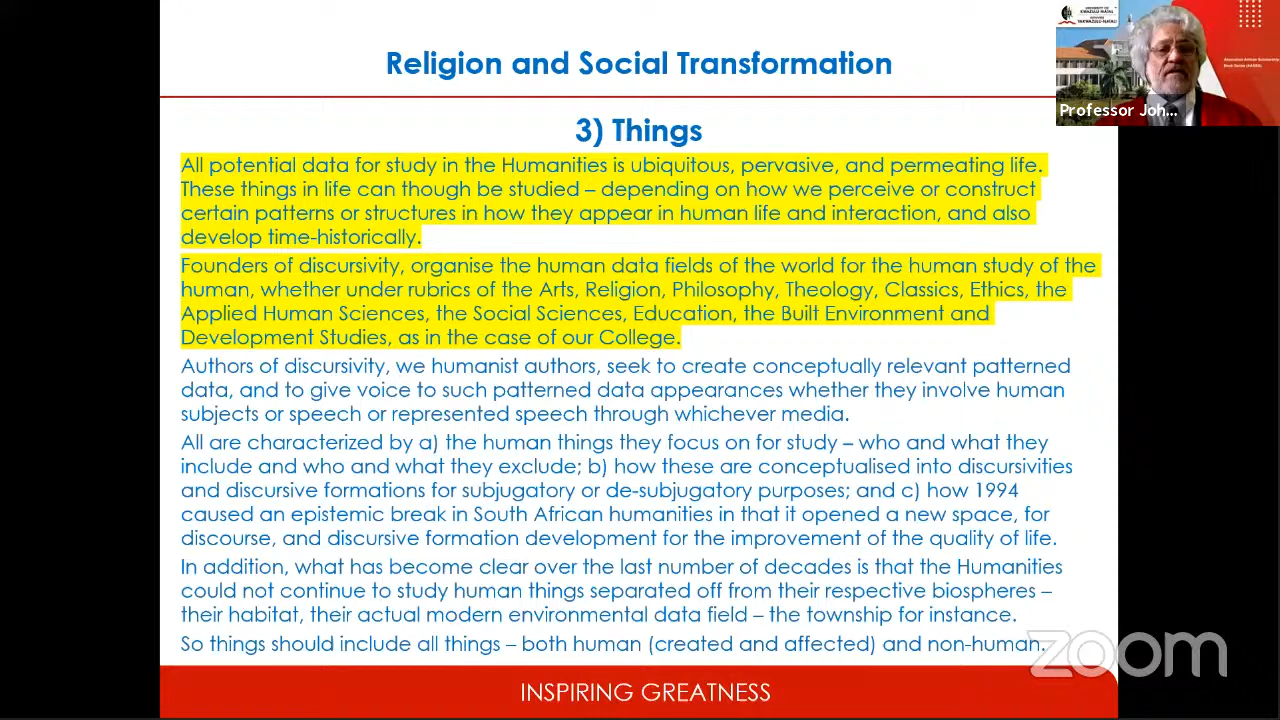 Religion and Social Transformation
UNIVERSITY OF
KWAZULU-NATAL
INYUVESI
YAKWAZULU-NATALI
Professor Joh...
3) Things
All potential data for study in the Humanities is ubiquitous, pervasive, and permeating life.
These things in life can though be studied – depending on how we perceive or construct
certain patterns or structures in how they appear in human life and interaction, and also
develop time-historically.
Founders of discursivity, organise the human data fields of the world for the human study of the
human, whether under rubrics of the Arts, Religion, Philosophy, Theology, Classics, Ethics, the
Applied Human Sciences, the Social Sciences, Education, the Built Environment and
Development Studies, as in the case of our College.
Authors of discursivity, we humanist authors, seek to create conceptually relevant patterned
data, and to give voice to such patterned data appearances whether they involve human
subjects or speech or represented speech through whichever media.
All are characterized by a) the human things they focus on for study – who and what they
include and who and what they exclude; b) how these are conceptualised into discursivities
and discursive formations for subjugatory or de-subjugatory purposes; and c) how 1994
caused an epistemic break in South African humanities in that it opened a new space, for
discourse, and discursive formation development for the improvement of the quality of life.
In addition, what has become clear over the last number of decades is that the Humanities
could not continue to study human things separated off from their respective biospheres –
their habitat, their actual modern environmental data field – the township for instance.
So things should include all things – both human (created and affected) and non-human.
zoom
INSPIRING GREATNESS